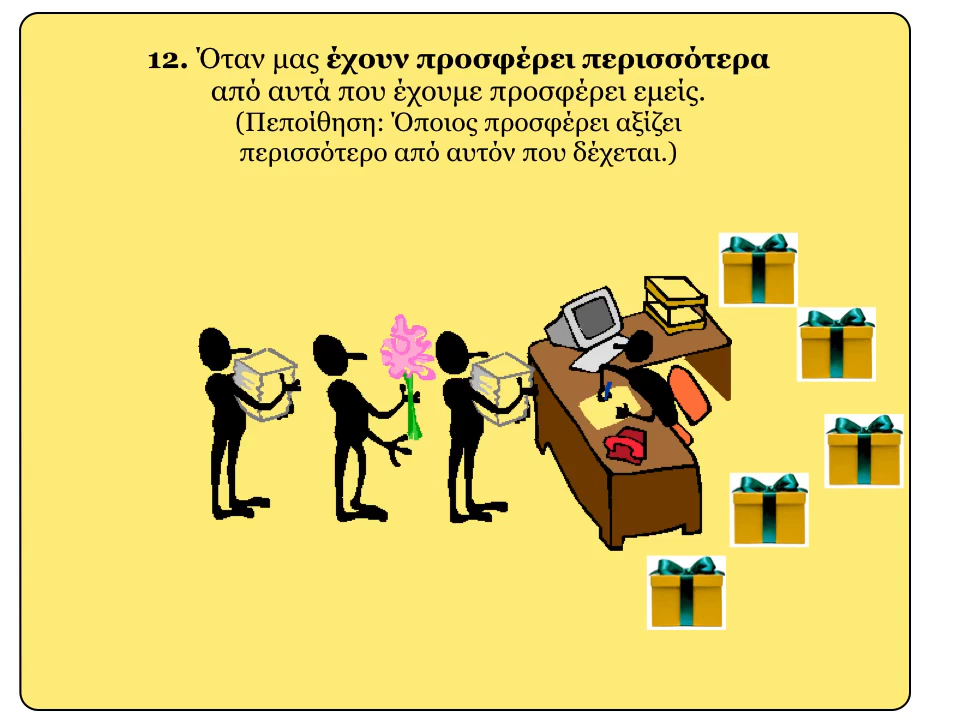 12. Όταν μας έχουν προσφέρει περισσότερα
από αυτά που έχουμε προσφέρει εμείς.
(Πεποίθηση: Όποιος προσφέρει αξίζει
περισσότερο από αυτόν που δέχεται.)